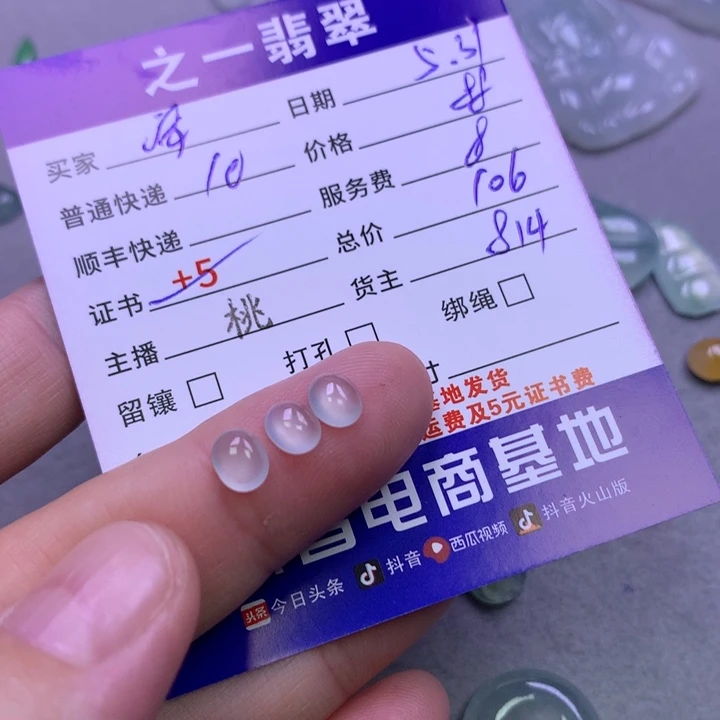 之一翡翠
买家 日期 5.31
普通快递 10 价格
顺丰快递 服务费 8
证书 +5 总价 106
主播 桃 货主 814
留镶 打孔 绑绳
寸
地发货
运费及5元证书费
电商基地
头条 今日头条 抖音 西瓜视频 抖音火山版